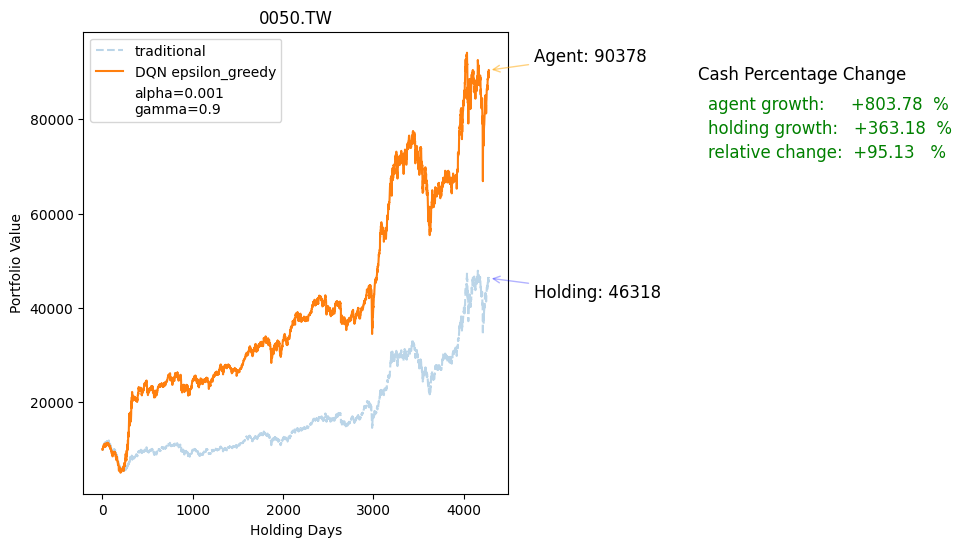 0050.TW
traditional
DQN epsilon_greedy
alpha=0.001
gamma=0.9
Agent: 90378
Holding: 46318
Cash Percentage Change
agent growth: +803.78 %
holding growth: +363.18 %
relative change: +95.13 %
Portfolio Value
80000
60000
40000
20000
0
1000
2000
3000
4000
Holding Days